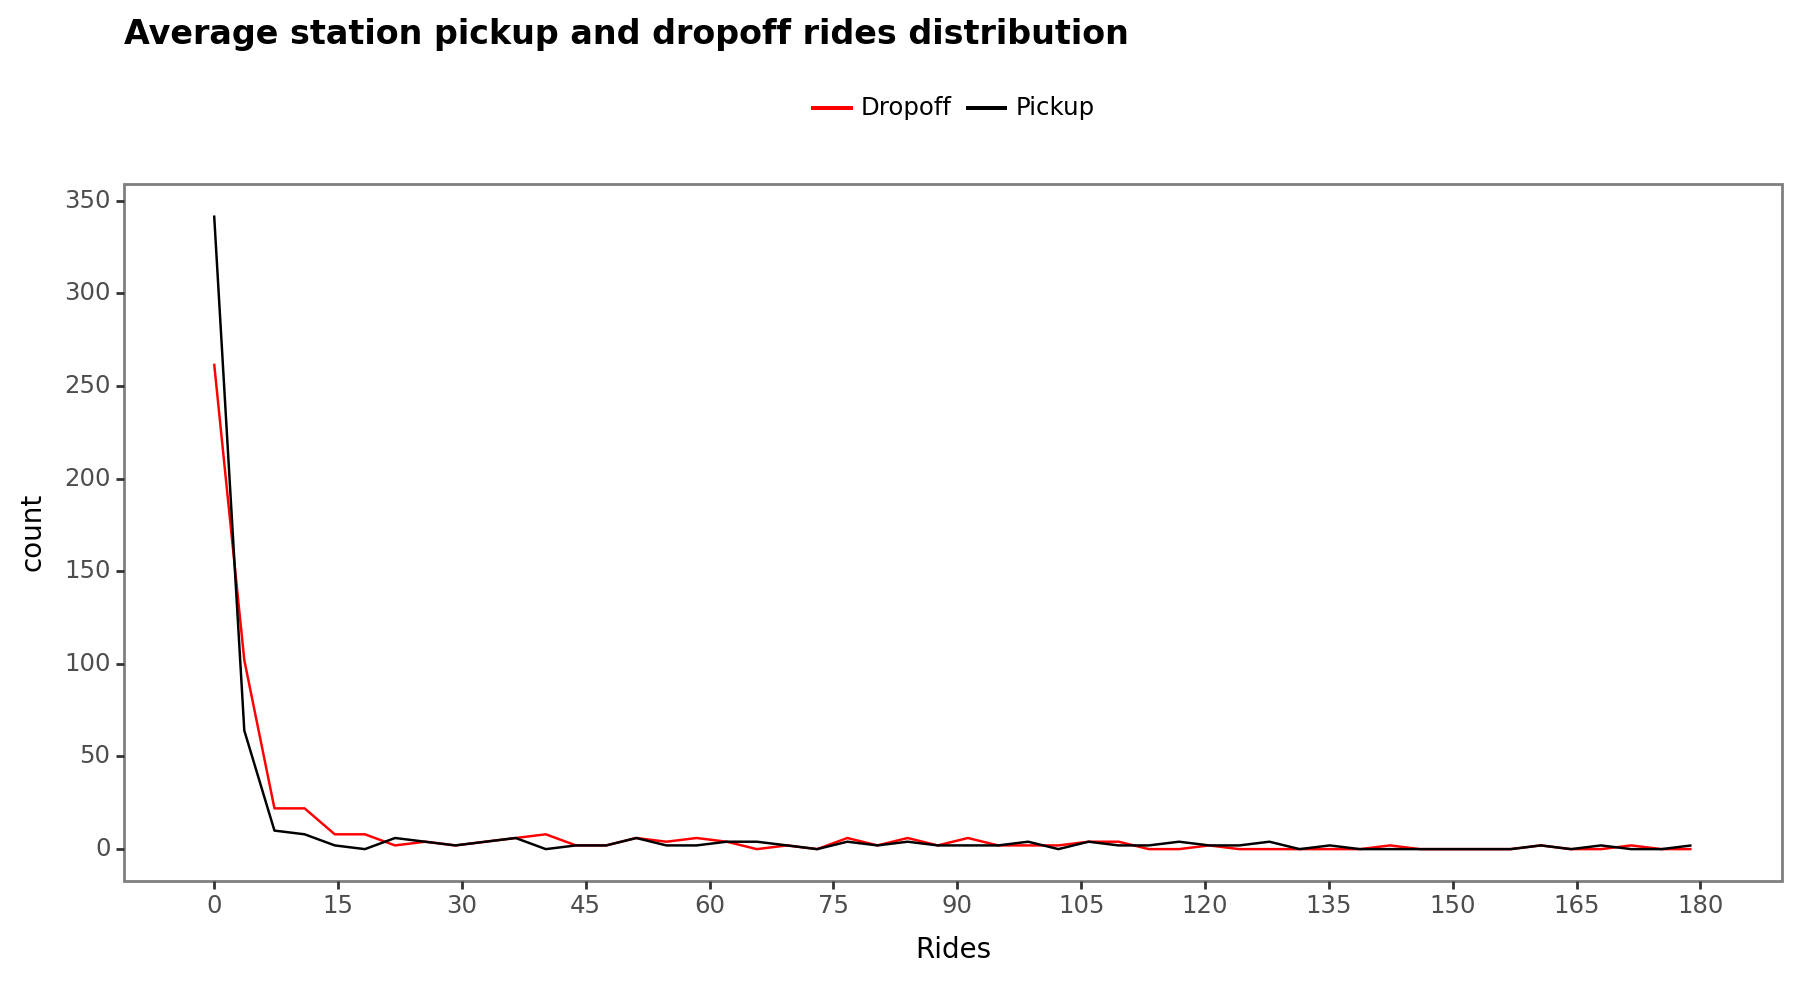 Average station pickup and dropoff rides distribution
Dropoff Pickup
350
300
250
200
150
100
50
0
count
0 15 30 45 60 75 90 105 120 135 150 165 180
Rides